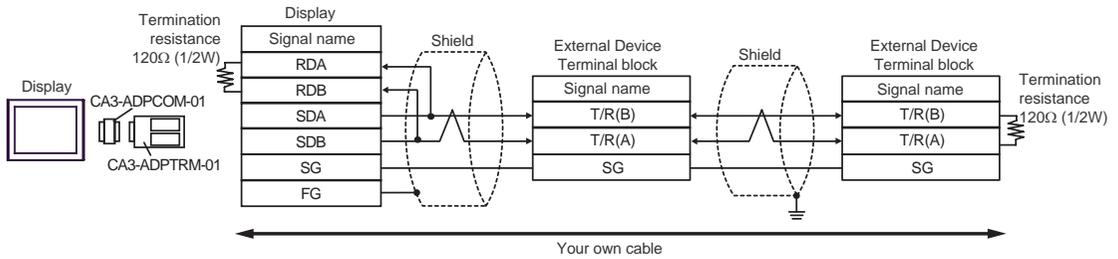 Display
CA3-ADPCOM-01
CA3-ADPTRM-01
Termination
resistance
120Ω (1/2W)
Display
Signal name
RDA
RDB
SDA
SDB
SG
FG
Shield
External Device
Terminal block
Signal name
T/R(B)
T/R(A)
SG
Shield
External Device
Terminal block
Signal name
T/R(B)
T/R(A)
SG
Termination
resistance
120Ω (1/2W)
Your own cable